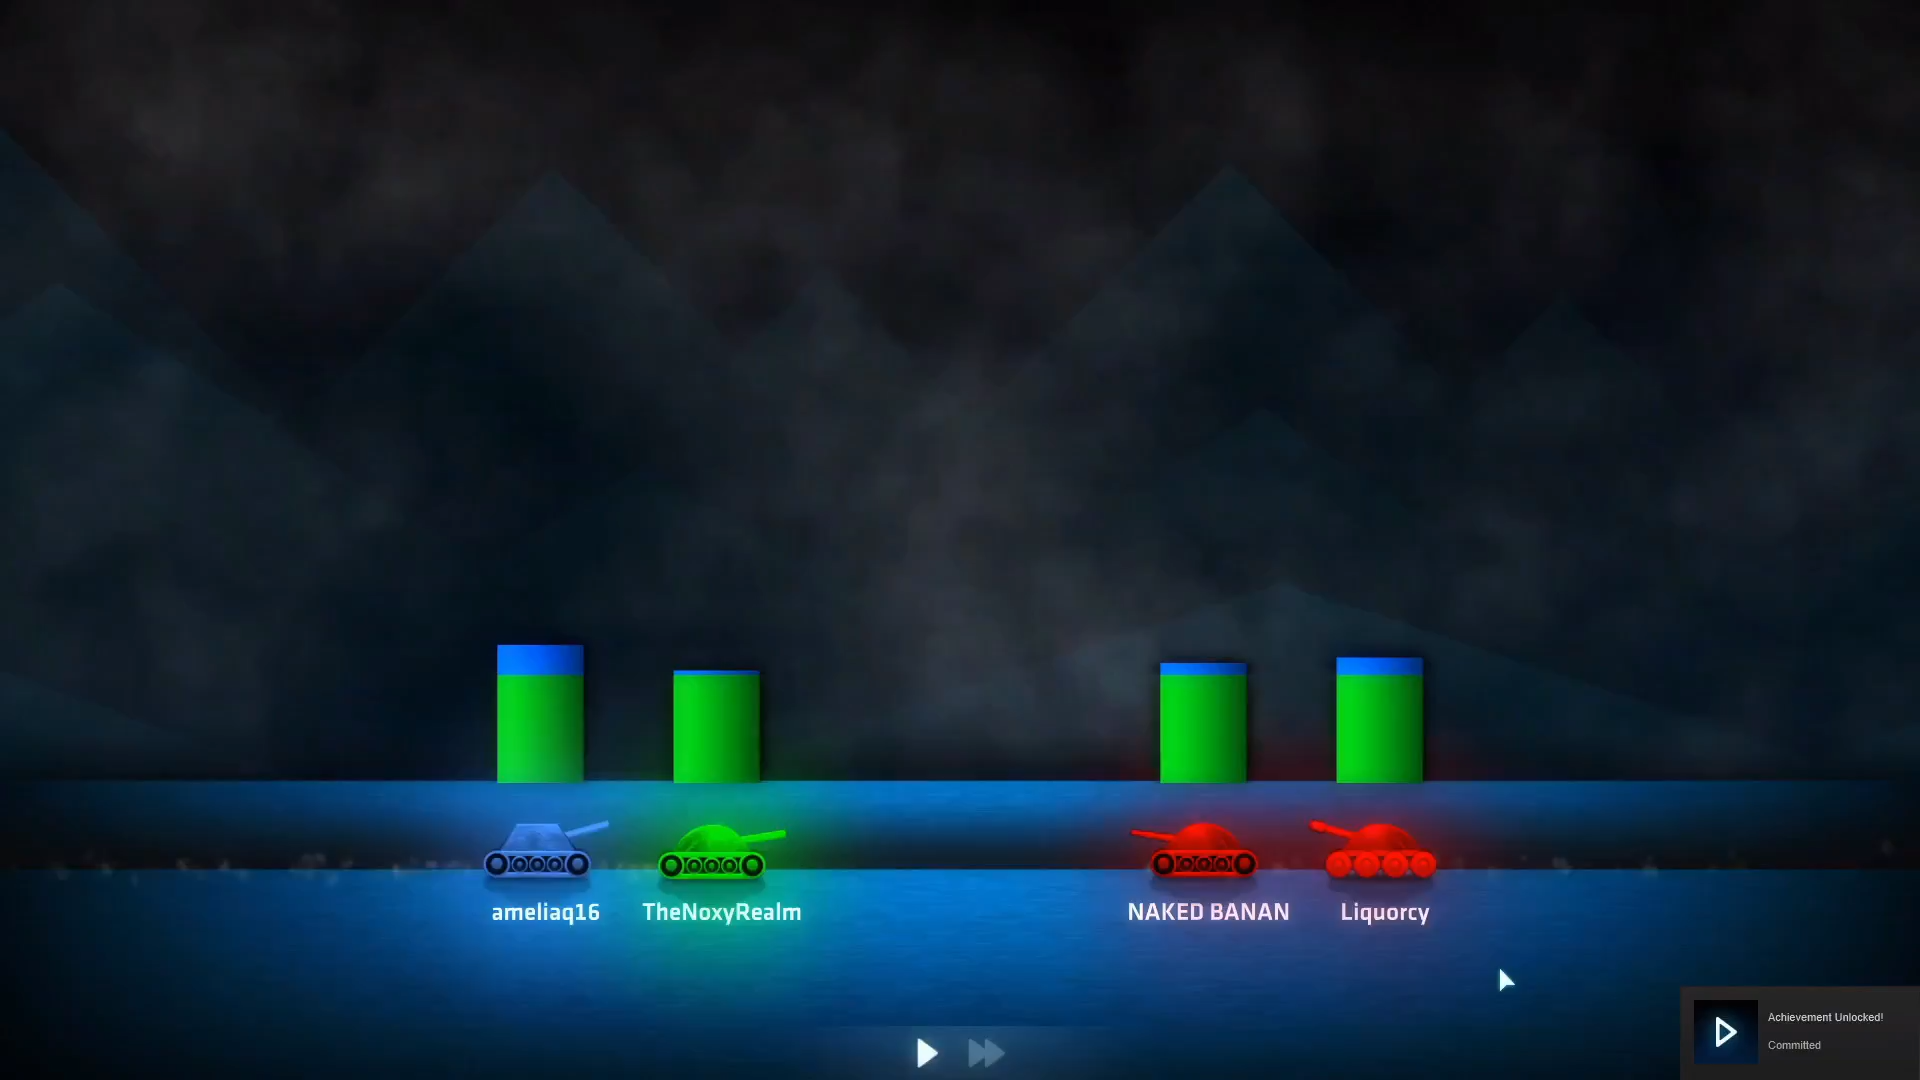 ameliaq16
TheNoxyRealm
NAKED BANAN
Liquorcy
Achievement Unlocked!
Committed